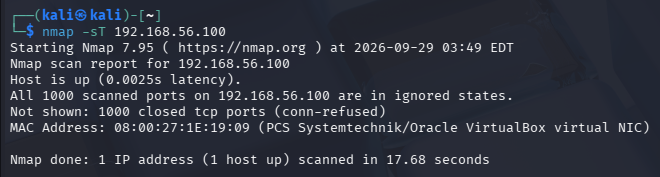 ┌──(kali㉿kali)-[~]
└─$ nmap -sT 192.168.56.100
Starting Nmap 7.95 ( https://nmap.org ) at 2026-09-29 03:49 EDT
Nmap scan report for 192.168.56.100
Host is up (0.0025s latency).
All 1000 scanned ports on 192.168.56.100 are in ignored states.
Not shown: 1000 closed tcp ports (conn-refused)
MAC Address: 08:00:27:1E:19:09 (PCS Systemtechnik/Oracle VirtualBox virtual NIC)
Nmap done: 1 IP address (1 host up) scanned in 17.68 seconds